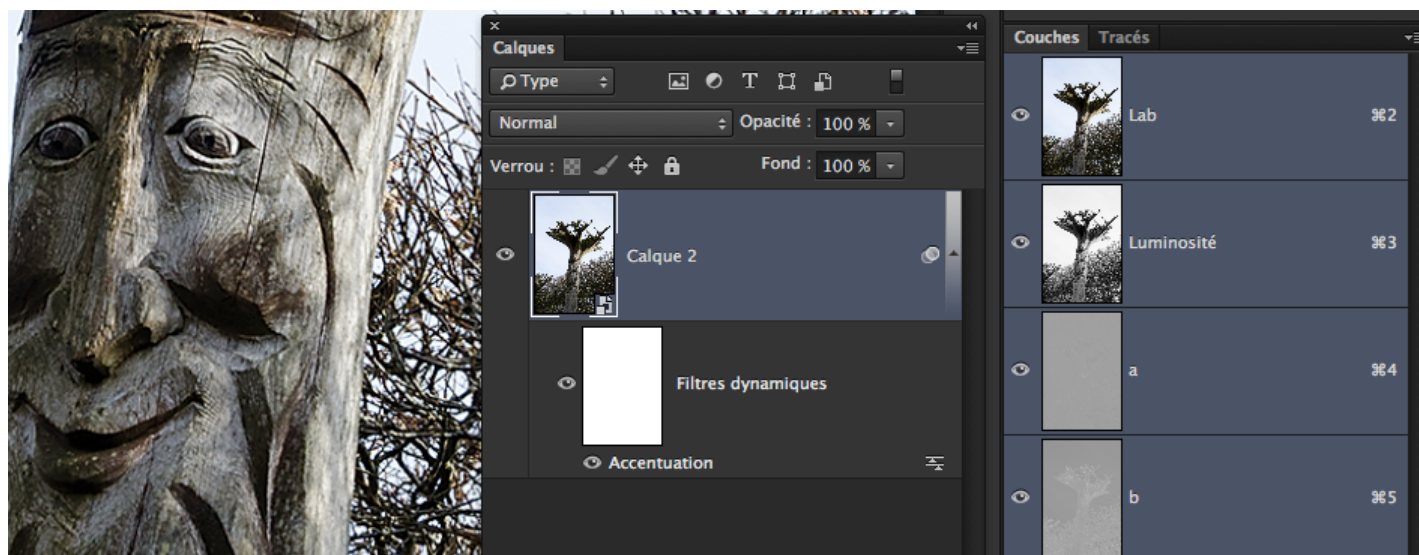 Calques
Type
Normal
Opacité : 100 %
Verrou :
Fond : 100 %
Calque 2
Filtres dynamiques
Accentuation
Couches Tracés
Lab ⌘2
Luminosité ⌘3
a ⌘4
b ⌘5